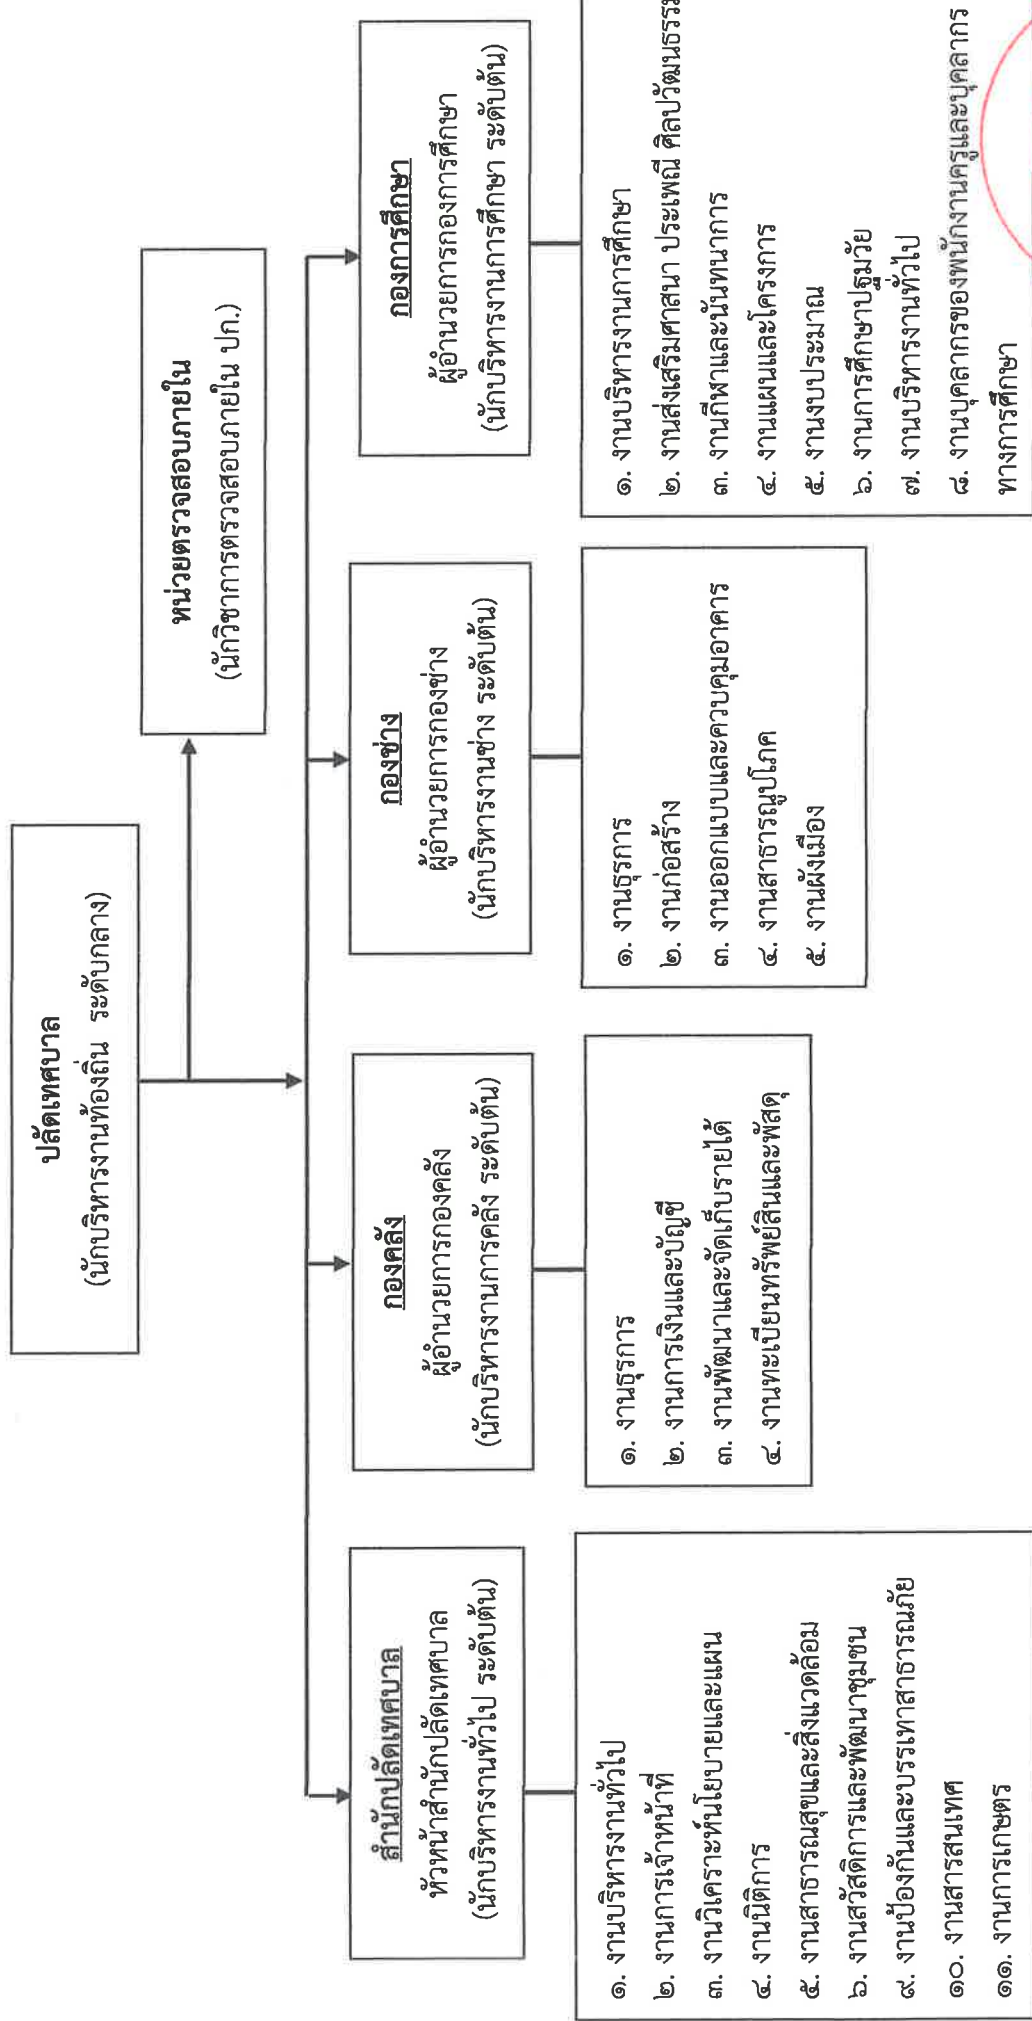 ปลัดเทศบาล
(นักบริหารงานท้องถิ่น ระดับกลาง)
หน่วยตรวจสอบภายใน
(นักวิชาการตรวจสอบภายใน ปก.)
สำนักปลัดเทศบาล
หัวหน้าสำนักปลัดเทศบาล
(นักบริหารงานทั่วไป ระดับต้น)
กองคลัง
ผู้อำนวยการกองคลัง
(นักบริหารงานการคลัง ระดับต้น)
กองช่าง
ผู้อำนวยการกองช่าง
(นักบริหารงานช่าง ระดับต้น)
กองการศึกษา
ผู้อำนวยการกองการศึกษา
(นักบริหารงานการศึกษา ระดับต้น)
๑. งานบริหารงานทั่วไป
๒. งานการเจ้าหน้าที่
๓. งานวิเคราะห์นโยบายและแผน
๔. งานนิติการ
๕. งานสาธารณสุขและสิ่งแวดล้อม
๖. งานสวัสดิการและพัฒนาชุมชน
๙. งานป้องกันและบรรเทาสาธารณภัย
๑๐. งานสารสนเทศ
๑๑. งานการเกษตร
๑. งานธุรการ
๒. งานการเงินและบัญชี
๓. งานพัฒนาและจัดเก็บรายได้
๔. งานทะเบียนทรัพย์สินและพัสดุ
๑. งานธุรการ
๒. งานก่อสร้าง
๓. งานออกแบบและควบคุมอาคาร
๔. งานสาธารณูปโภค
๕. งานผังเมือง
๑. งานบริหารงานการศึกษา
๒. งานส่งเสริมศาสนา ประเพณี ศิลปวัฒนธรรม
๓. งานกีฬาและนันทนาการ
๔. งานแผนและโครงการ
๕. งานงบประมาณ
๖. งานการศึกษาปฐมวัย
๗. งานบริหารงานทั่วไป
๘. งานบุคลากรของพนักงานครูและบุคลากร
ทางการศึกษา